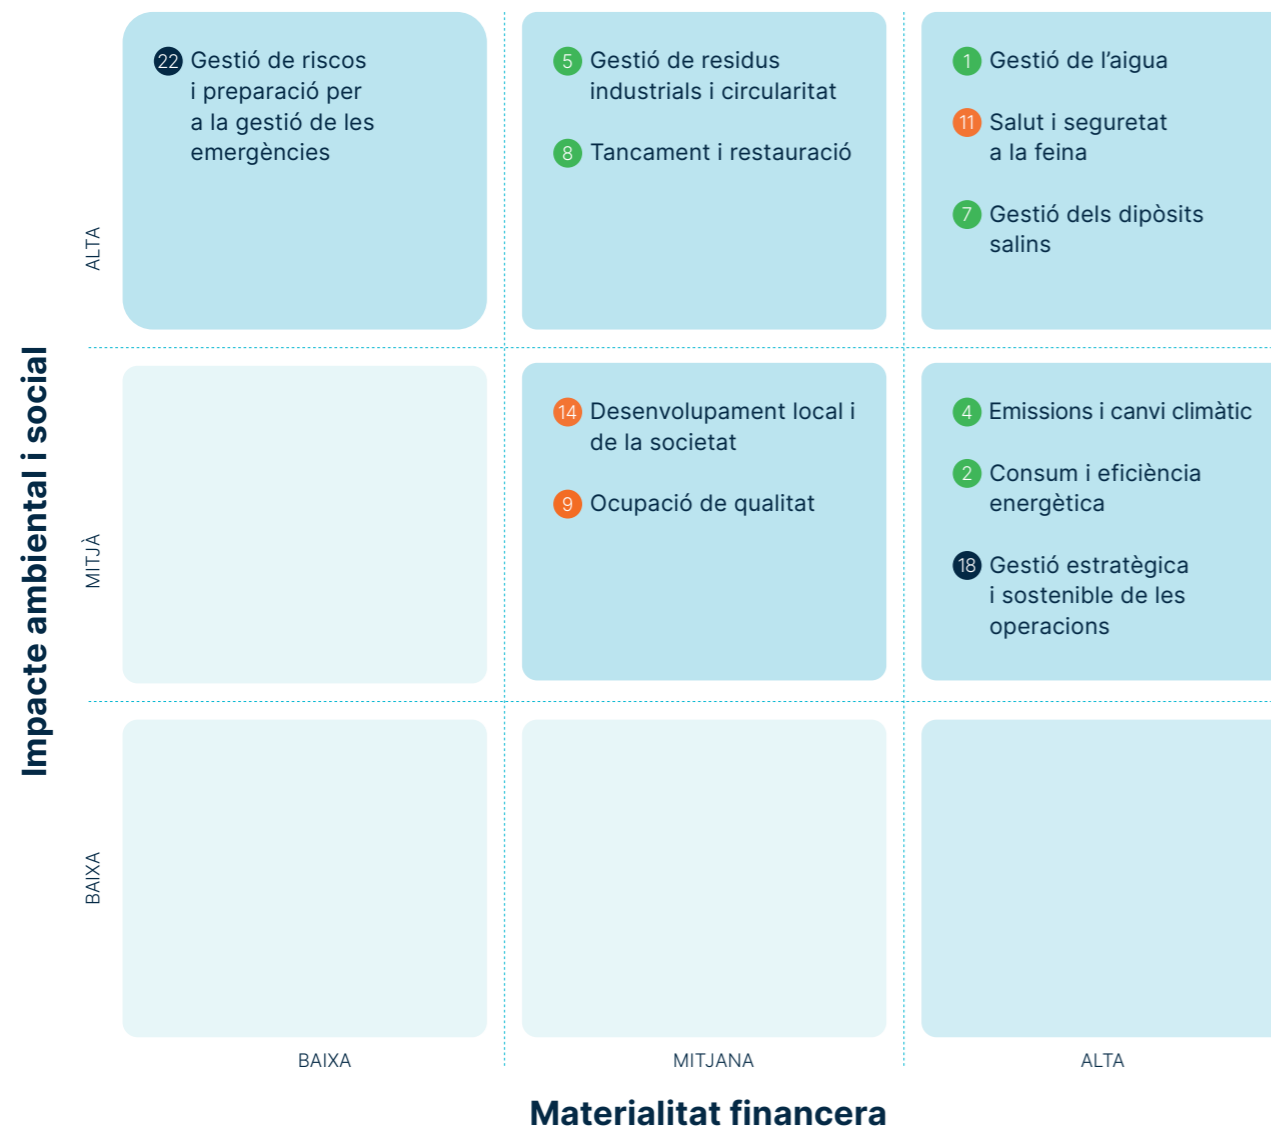 Impacte ambiental i social
ALTA
22 Gestió de riscos
i preparació per
a la gestió de les
emergències
5 Gestió de residus
industrials i circularitat
8 Tancament i restauració
1 Gestió de l’aigua
11 Salut i seguretat
a la feina
7 Gestió dels dipòsits
salins
MITJÀ
14 Desenvolupament local i
de la societat
9 Ocupació de qualitat
4 Emissions i canvi climàtic
2 Consum i eficiència
energètica
18 Gestió estratègica
i sostenible de les
operacions
BAIXA
BAIXA
MITJANA
ALTA
Materialitat financera